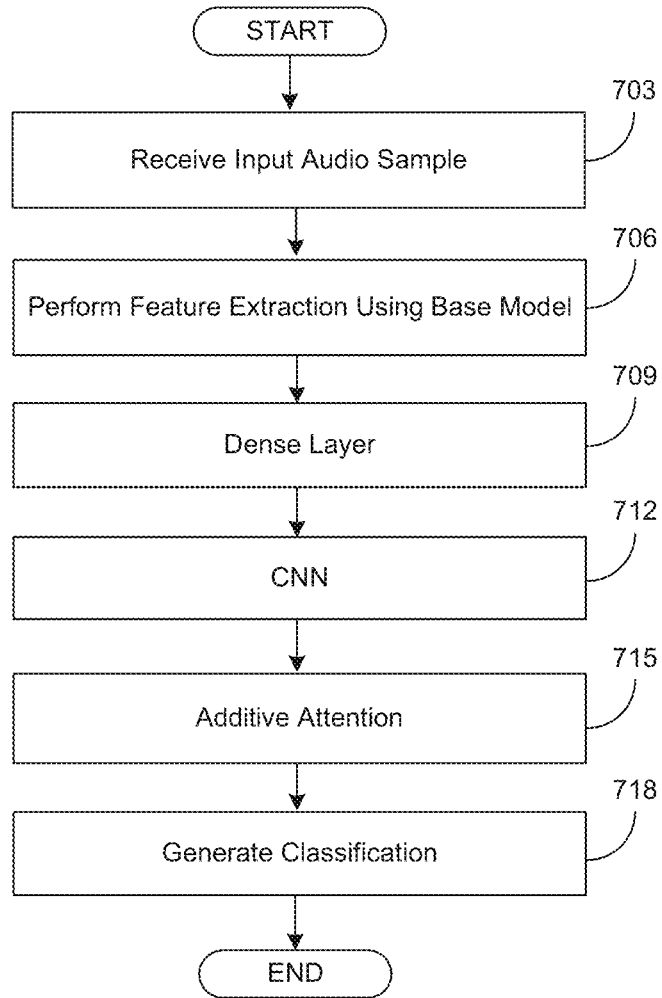 START
703
Receive Input Audio Sample
706
Perform Feature Extraction Using Base Model
709
Dense Layer
712
CNN
715
Additive Attention
718
Generate Classification
END